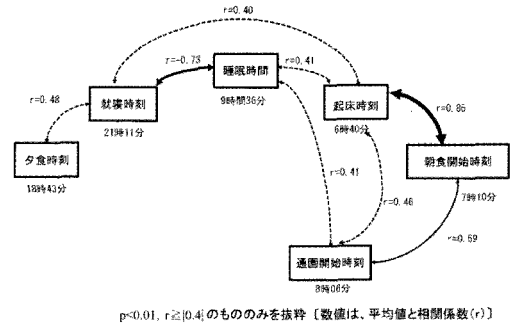 r=0.40
r=-0.73
睡眠時間
9時間36分
r=0.41
r=0.48
就寝時刻
21時11分
起床時刻
6時40分
r=0.86
夕食時刻
18時43分
朝食開始時刻
7時10分
r=0.41
r=0.46
r=0.59
通園開始時刻
8時06分
p<0.01, r≧|0.4|のもののみを抜粋〔数値は、平均値と相関係数(r)〕